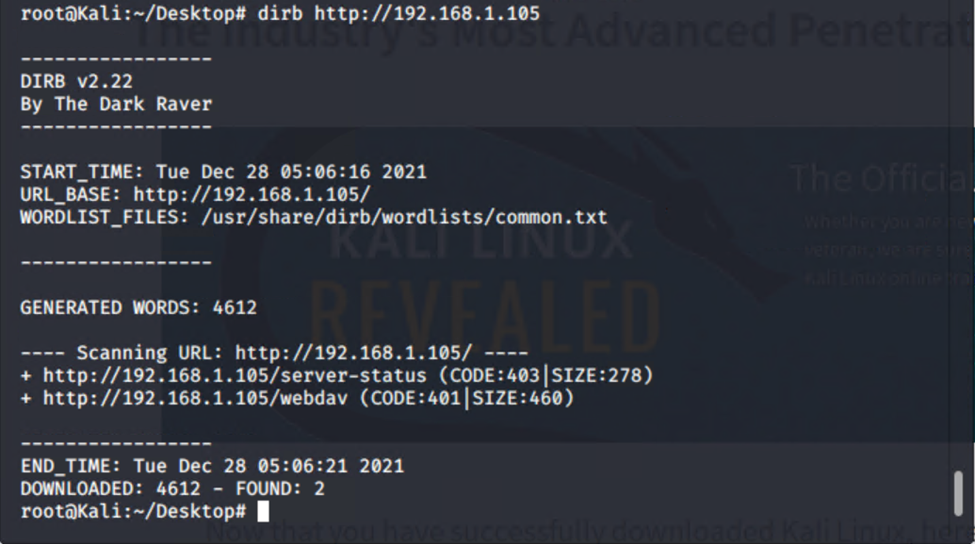 root@Kali:~/Desktop# dirb http://192.168.1.105
The Industry's Most Advanced Penetrat
-----------------
DIRB v2.22
By The Dark Raver
-----------------
START_TIME: Tue Dec 28 05:06:16 2021
The Official
URL_BASE: http://192.168.1.105/
WORDLIST_FILES: /usr/share/dirb/wordlists/common.txt
Whether you are new
KALI LINUX
veteran, we are sure
-----------------
Kali Linux online tra
REVEALED
GENERATED WORDS: 4612
---- Scanning URL: http://192.168.1.105/ ----
+ http://192.168.1.105/server-status (CODE:403|SIZE:278)
+ http://192.168.1.105/webdav (CODE:401|SIZE:460)
-----------------
END_TIME: Tue Dec 28 05:06:21 2021
DOWNLOADED: 4612 - FOUND: 2
root@Kali:~/Desktop#
Now that you have successfully downloaded Kali Linux, here